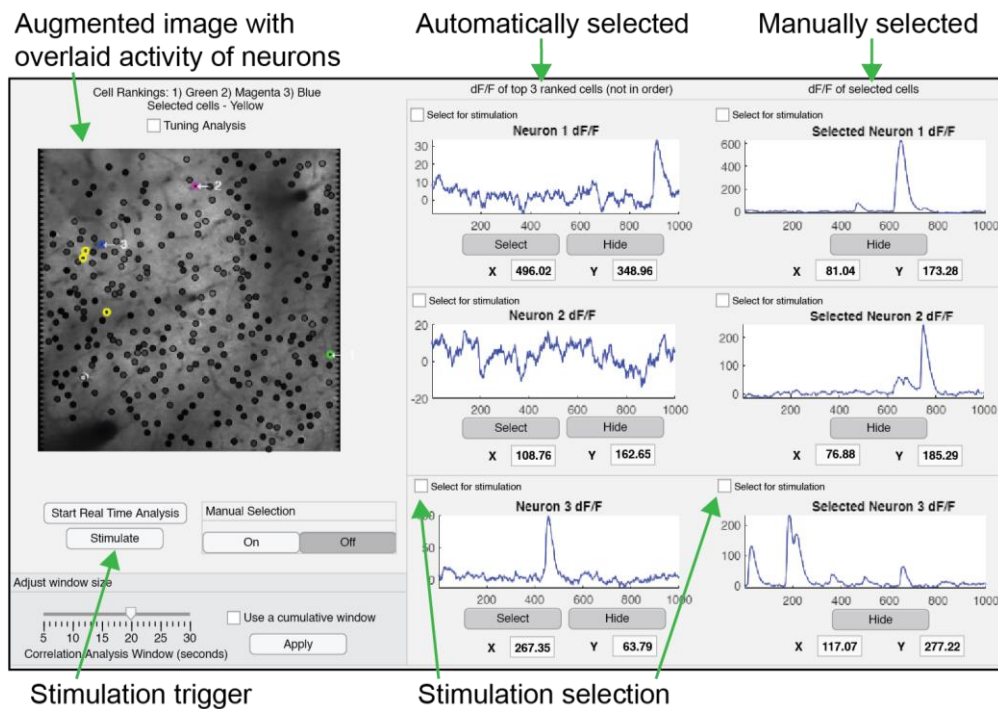 Augmented image with
overlaid activity of neurons
Automatically selected
Manually selected
Cell Rankings: 1) Green 2) Magenta 3) Blue
Selected cells - Yellow
Tuning Analysis
2
3
1
Start Real Time Analysis
Stimulate
Manual Selection
On Off
Adjust window size
5 10 15 20 25 30
Correlation Analysis Window (seconds)
Use a cumulative window
Apply
dF/F of top 3 ranked cells (not in order)
Select for stimulation
Neuron 1 dF/F
30
20
10
0
200 400 600 800 1000
Select Hide
X 496.02 Y 348.96
Select for stimulation
Neuron 2 dF/F
20
0
-20
200 400 600 800 1000
Select Hide
X 108.76 Y 162.65
Select for stimulation
Neuron 3 dF/F
50
0
200 400 600 800 1000
Select Hide
X 267.35 Y 63.79
dF/F of selected cells
Select for stimulation
Selected Neuron 1 dF/F
600
400
200
0
200 400 600 800 1000
Hide
X 81.04 Y 173.28
Select for stimulation
Selected Neuron 2 dF/F
200
100
0
200 400 600 800 1000
Hide
X 76.88 Y 185.29
Select for stimulation
Selected Neuron 3 dF/F
200
100
0
200 400 600 800 1000
Hide
X 117.07 Y 277.22
Stimulation trigger
Stimulation selection